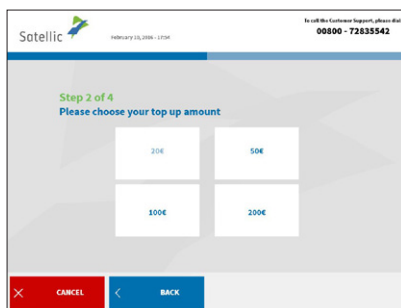 To call the Customer Support, please dial
Satellic
February 10, 2016 - 17:54
00800 - 72835542
Step 2 of 4
Please choose your top up amount
20€
50€
100€
200€
CANCEL
BACK